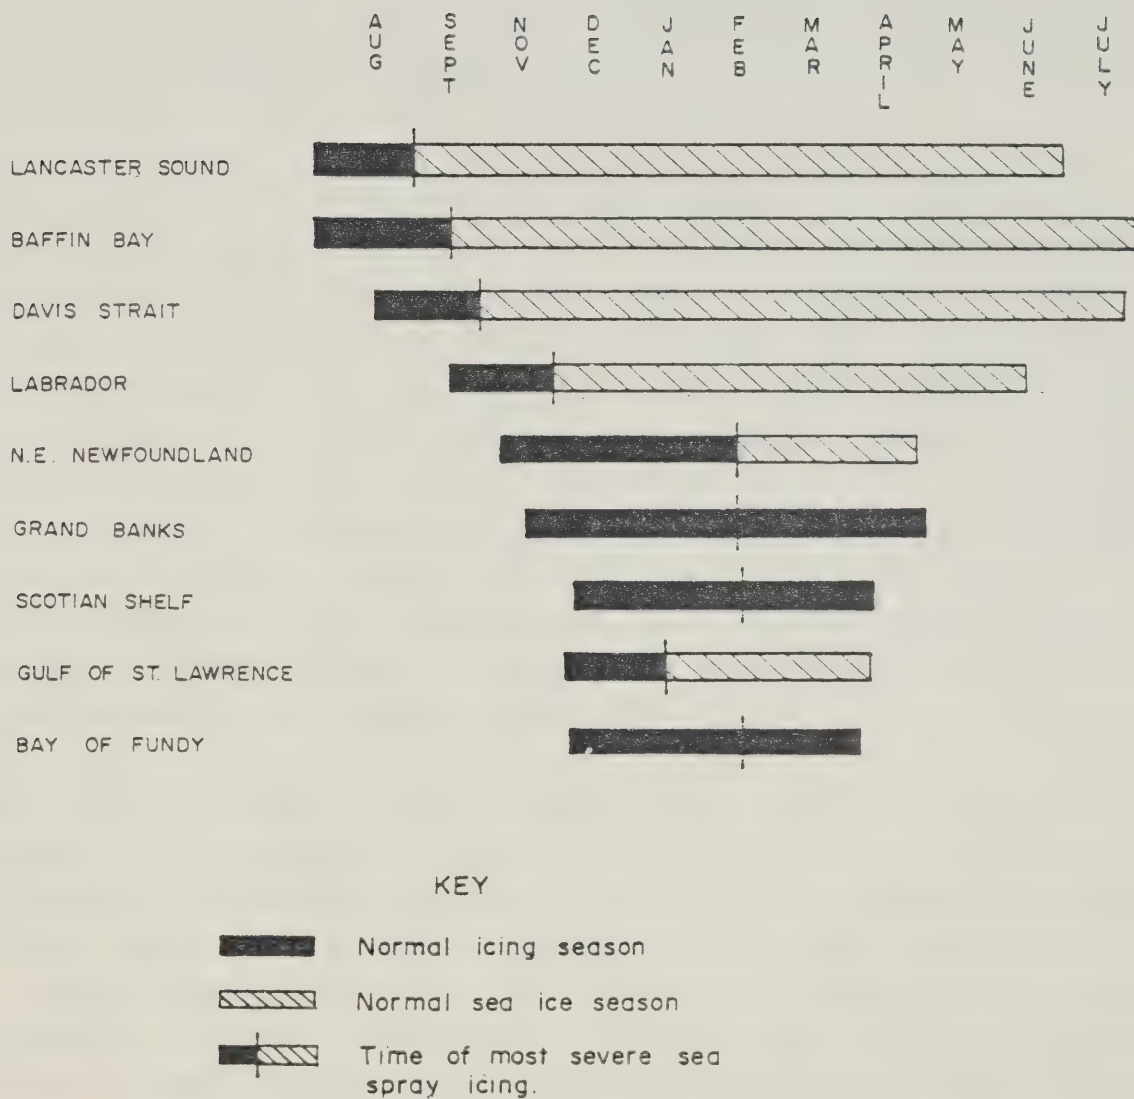 AUG SEPT NOV DEC JAN FEB MAR APRIL MAY JUNE JULY
LANCASTER SOUND
BAFFIN BAY
DAVIS STRAIT
LABRADOR
N.E. NEWFOUNDLAND
GRAND BANKS
SCOTIAN SHELF
GULF OF ST. LAWRENCE
BAY OF FUNDY
KEY
Normal icing season
Normal sea ice season
Time of most severe sea
spray icing.